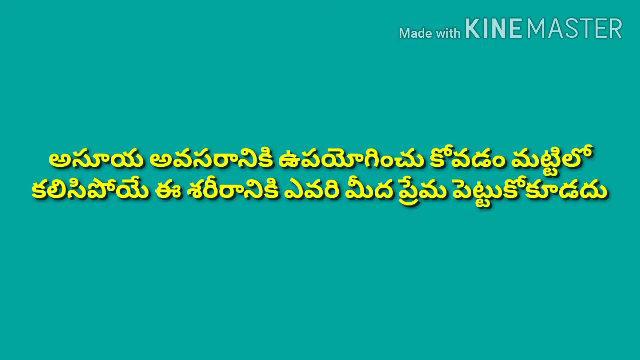 Made with KINEMASTER
అసూయ అవసరానికి ఉపయోగించు కోవడం మట్టిలో
కలిసిపోయే ఈ శరీరానికి ఎవరి మీద ప్రేమ పెట్టుకోకూడదు